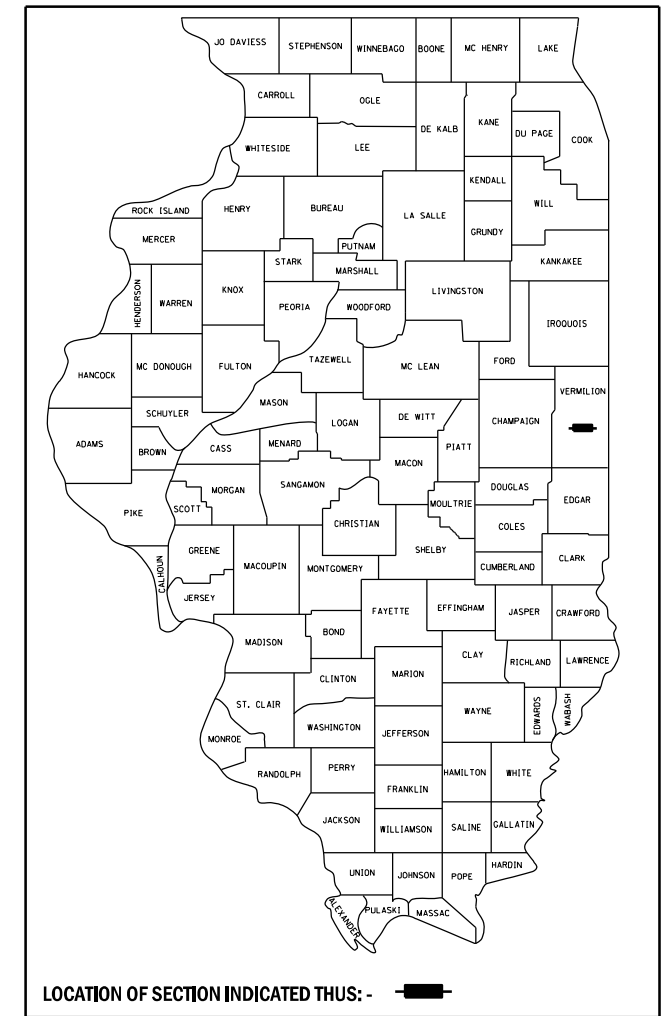 JO DAVIESS
STEPHENSON
WINNEBAGO
BOONE
MC HENRY
LAKE
CARROLL
OGLE
DE KALB
KANE
DU PAGE
COOK
WHITESIDE
LEE
KENDALL
WILL
ROCK ISLAND
HENRY
BUREAU
LA SALLE
GRUNDY
MERCER
PUTNAM
KANKAKEE
STARK
MARSHALL
HENDERSON
WARREN
KNOX
PEORIA
WOODFORD
LIVINGSTON
IROQUOIS
HANCOCK
MC DONOUGH
FULTON
TAZEWELL
MC LEAN
FORD
VERMILION
MASON
SCHUYLER
LOGAN
DE WITT
CHAMPAIGN
ADAMS
BROWN
CASS
MENARD
PIATT
MACON
MORGAN
SANGAMON
DOUGLAS
EDGAR
PIKE
SCOTT
CHRISTIAN
MOULTRIE
COLES
CALHOUN
GREENE
MACOUPIN
MONTGOMERY
SHELBY
CUMBERLAND
CLARK
JERSEY
FAYETTE
EFFINGHAM
JASPER
CRAWFORD
MADISON
BOND
CLAY
RICHLAND
LAWRENCE
CLINTON
MARION
ST. CLAIR
WAYNE
EDWARDS
WABASH
MONROE
WASHINGTON
JEFFERSON
RANDOLPH
PERRY
HAMILTON
WHITE
FRANKLIN
JACKSON
WILLIAMSON
SALINE
GALLATIN
UNION
JOHNSON
POPE
HARDIN
ALEXANDER
PULASKI
MASSAC
LOCATION OF SECTION INDICATED THUS: -